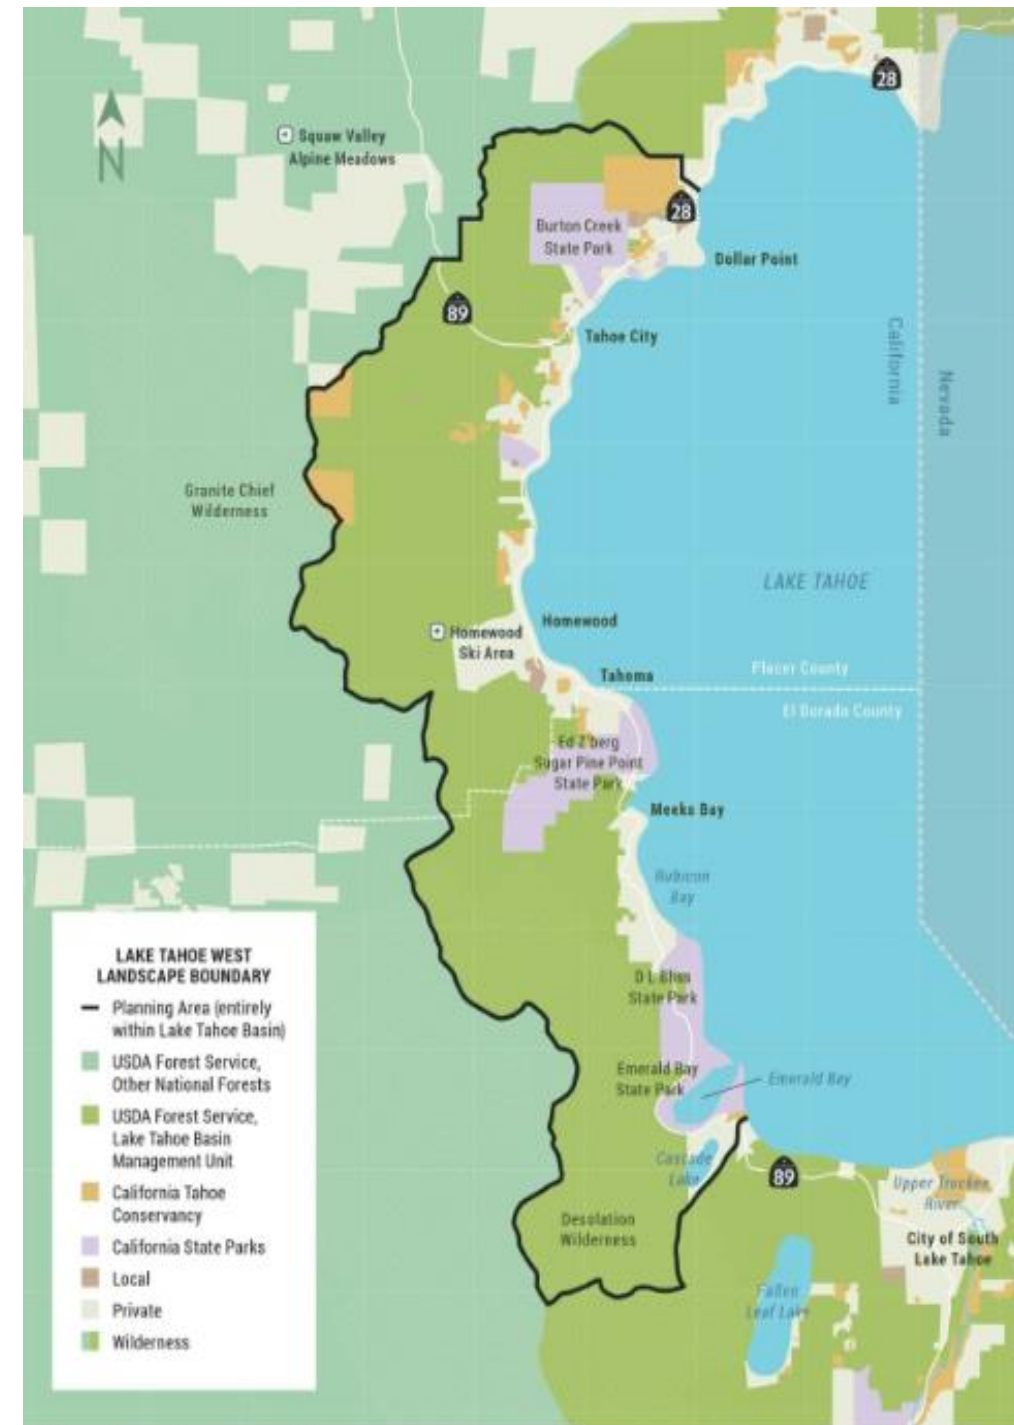 28
Squaw Valley
Alpine Meadows
N
28
Burton Creek
State Park
Dollar Point
89
Tahoe City
California
Nevada
Granite Chief
Wilderness
LAKE TAHOE
Homewood
Homewood
Ski Area
Tahoma
Placer County
El Dorado County
Ed Z'berg
Sugar Pine Point
State Park
Meeks Bay
Rubicon
Bay
D L Bliss
State Park
Emerald Bay
State Park
Emerald Bay
Cascade
Lake
89
Upper Truckee
River
City of South
Lake Tahoe
Desolation
Wilderness
Fallen
Leaf Lake
LAKE TAHOE WEST
LANDSCAPE BOUNDARY
Planning Area (entirely
within Lake Tahoe Basin)
USDA Forest Service,
Other National Forests
USDA Forest Service,
Lake Tahoe Basin
Management Unit
California Tahoe
Conservancy
California State Parks
Local
Private
Wilderness